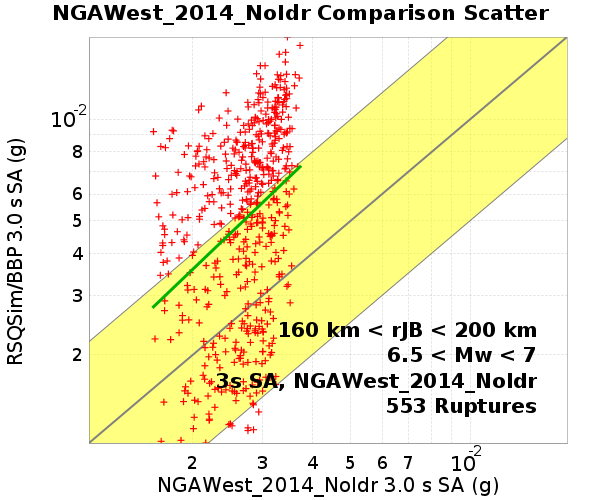 NGAWest_2014_NoIdr Comparison Scatter
RSQSim/BBP 3.0 s SA (g)
10-2
8
6
5
4
3
2
160 km < rJB < 200 km
6.5 < Mw < 7
3s SA, NGAWest_2014_NoIdr
553 Ruptures
2 3 4 5 6 7 10-2
NGAWest_2014_NoIdr 3.0 s SA (g)